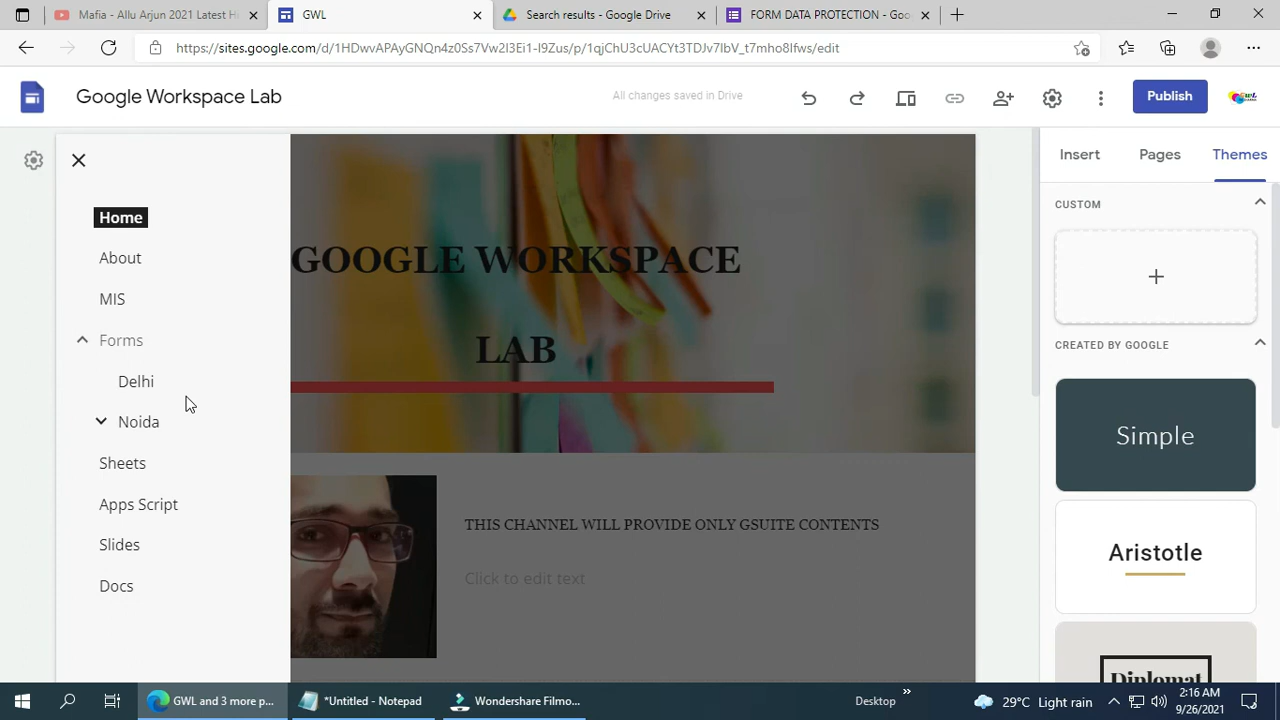 Mafia - Allu Arjun 2021 Latest H
GWL
Search results - Google Drive
FORM DATA PROTECTION - Goo
https://sites.google.com/d/1HDwvAPAyGNQn4z0Ss7Vw2I3Ei1-I9Zus/p/1qjChU3cUACYt3TDJv7IbV_t7mho8Ifws/edit
Google Workspace Lab
All changes saved in Drive
Publish
Insert
Pages
Themes
Home
About
MIS
Forms
Delhi
Noida
Sheets
Apps Script
Slides
Docs
GOOGLE WORKSPACE
LAB
THIS CHANNEL WILL PROVIDE ONLY GSUITE CONTENTS
Click to edit text
CUSTOM
CREATED BY GOOGLE
Simple
Aristotle
Diplomat
GWL and 3 more p...
*Untitled - Notepad
Wondershare Filmo...
Desktop
29°C Light rain
2:16 AM
9/26/2021